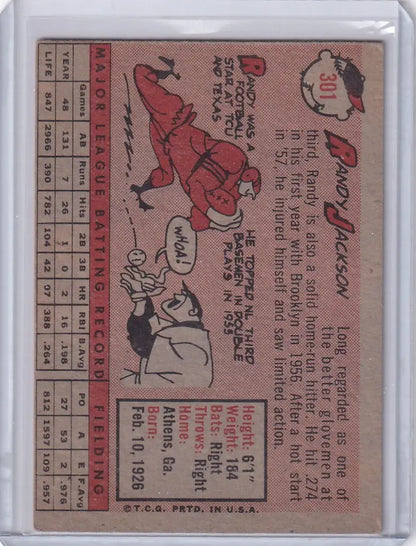 301
RANDY JACKSON
Long regarded as one of
the better glovemen at
third, Randy is also a solid home-run hitter. He hit .274
in his first year with Brooklyn in 1956. After a hot start
in '57, he injured himself and saw limited action.
RANDY WAS A
FOOTBALL
STAR AT TCU
AND TEXAS
HE TOPPED NL THIRD
BASEMEN IN DOUBLE
PLAYS IN
1955
WHOA!
Height: 6'1"
Weight: 184
Bats: Right
Throws: Right
Home:
Athens, Ga.
Born:
Feb. 10, 1926
MAJOR LEAGUE BATTING RECORD FIELDING
Games AB Runs Hits 2B 3B HR RBI B.Avg PO A E F.Avg
YEAR 48 131 7 26 1 0 2 16 .198 27 53 2 .976
LIFE 847 2966 390 782 104 42 07 388 .264 812 1597 109 .957
© T.C.G. PRTD. IN U.S.A.